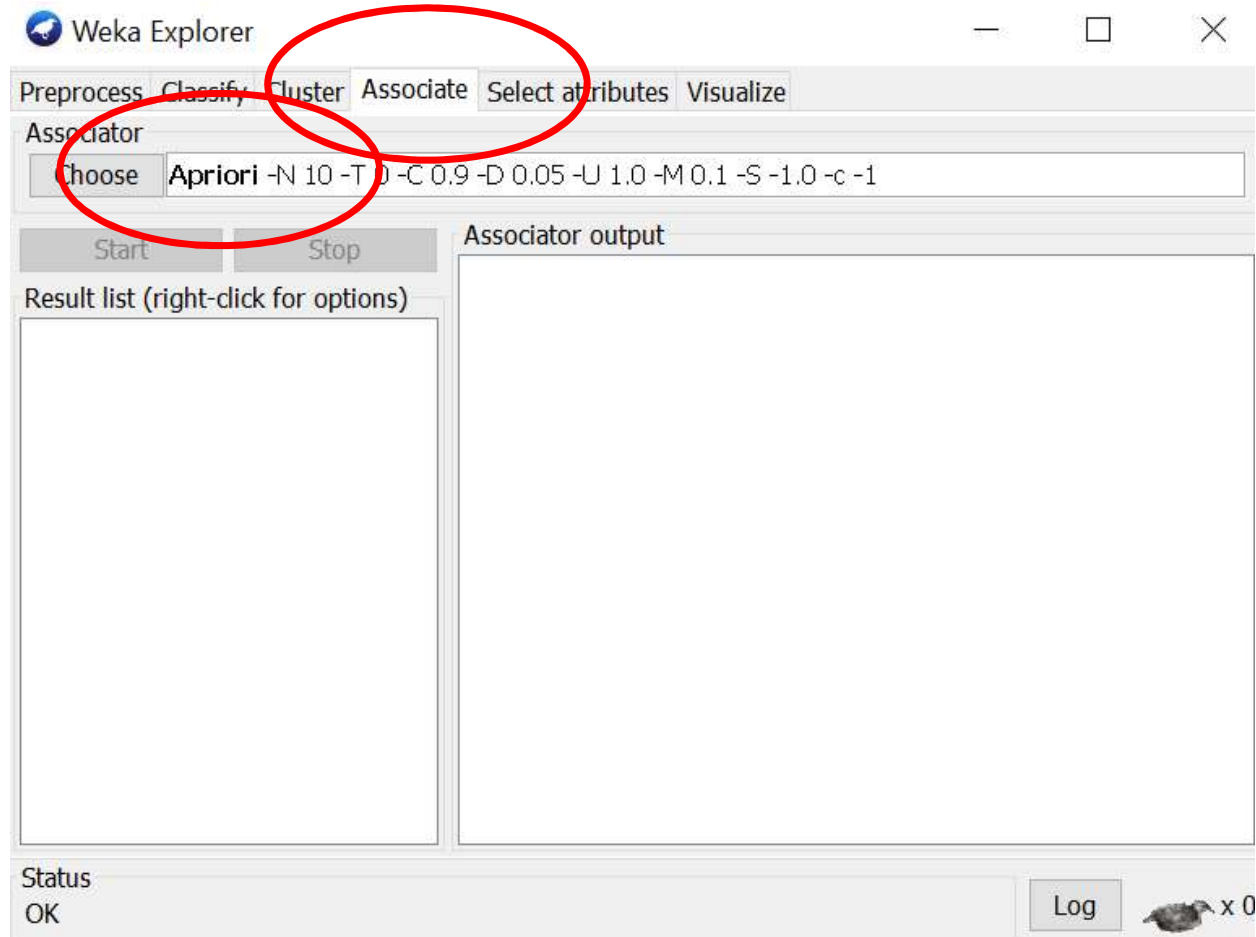 Weka Explorer
Preprocess Classify Cluster Associate Select attributes Visualize
Associator
Choose Apriori -N 10 -T 0 -C 0.9 -D 0.05 -U 1.0 -M 0.1 -S -1.0 -c -1
Start Stop
Associator output
Result list (right-click for options)
Status
OK
Log x 0